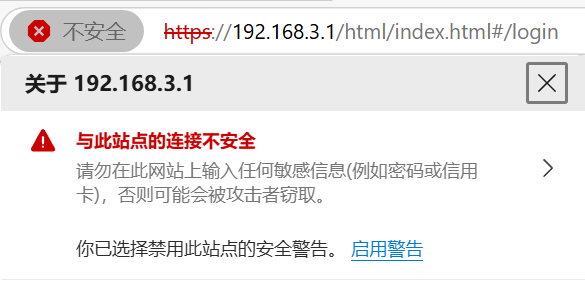 不安全 https://192.168.3.1/html/index.html#/login
关于 192.168.3.1
与此站点的连接不安全
请勿在此网站上输入任何敏感信息(例如密码或信用
卡)，否则可能会被攻击者窃取。
你已选择禁用此站点的安全警告。 启用警告